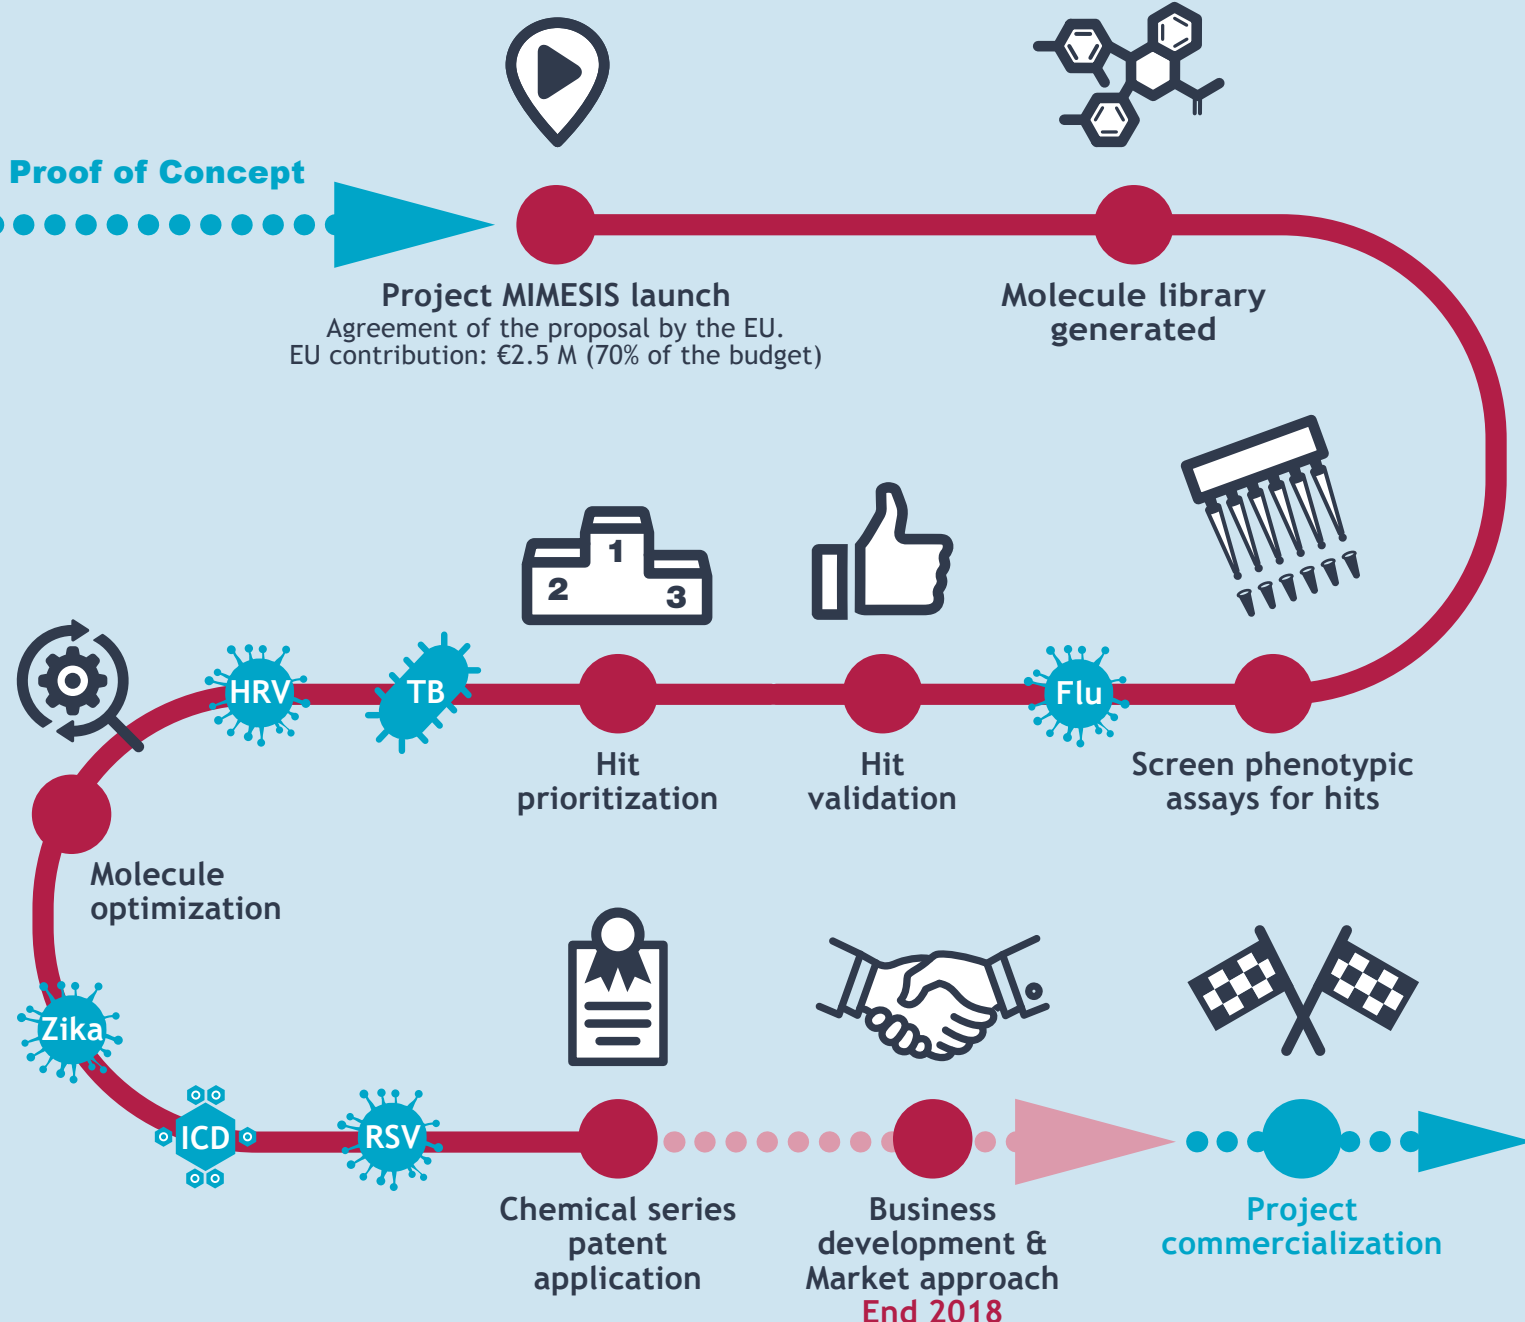 Proof of Concept
Project MIMESIS launch
Agreement of the proposal by the EU.
EU contribution: €2.5 M (70% of the budget)
Molecule library
generated
Screen phenotypic
assays for hits
Flu
Hit
validation
1
2
3
Hit
prioritization
TB
HRV
Molecule
optimization
Zika
ICD
RSV
Chemical series
patent
application
Business
development &
Market approach
End 2018
Project
commercialization